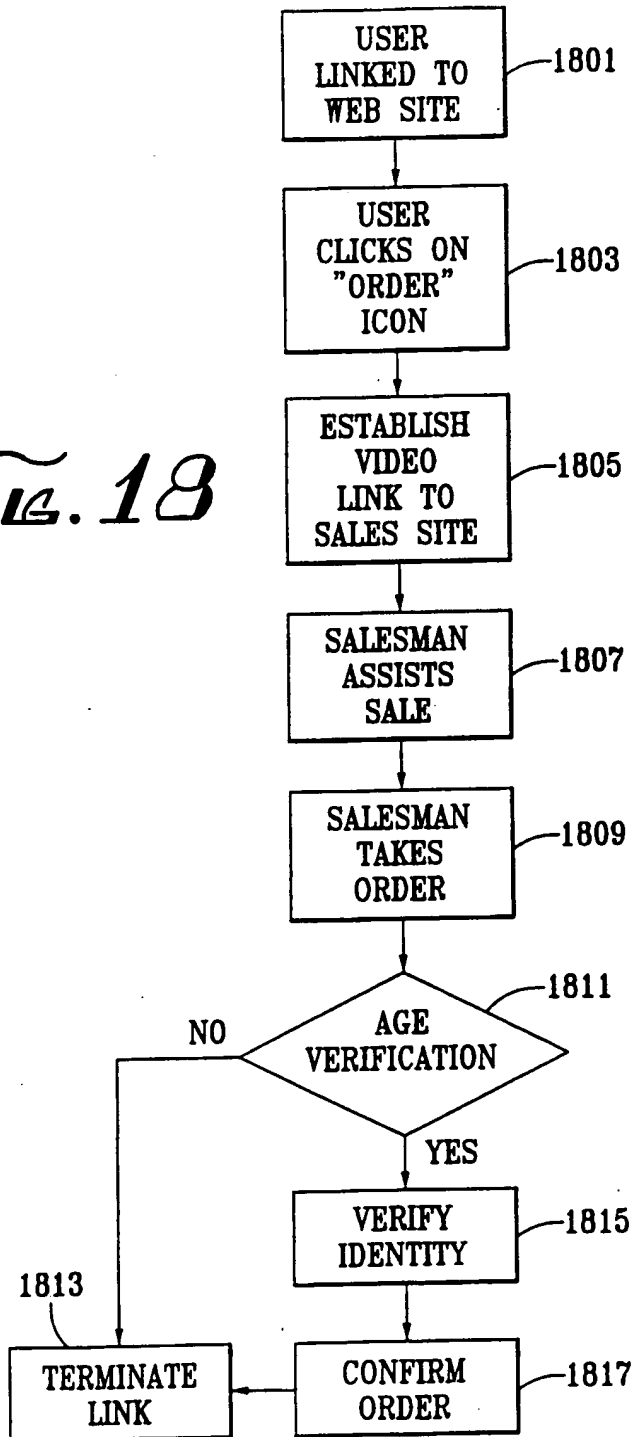 USER
LINKED TO
WEB SITE
1801
USER
CLICKS ON
"ORDER"
ICON
1803
ESTABLISH
VIDEO
LINK TO
SALES SITE
1805
IG. 18
SALESMAN
ASSISTS
SALE
1807
SALESMAN
TAKES
ORDER
1809
AGE
VERIFICATION
1811
NO
YES
VERIFY
IDENTITY
1815
1813
TERMINATE
LINK
CONFIRM
ORDER
1817